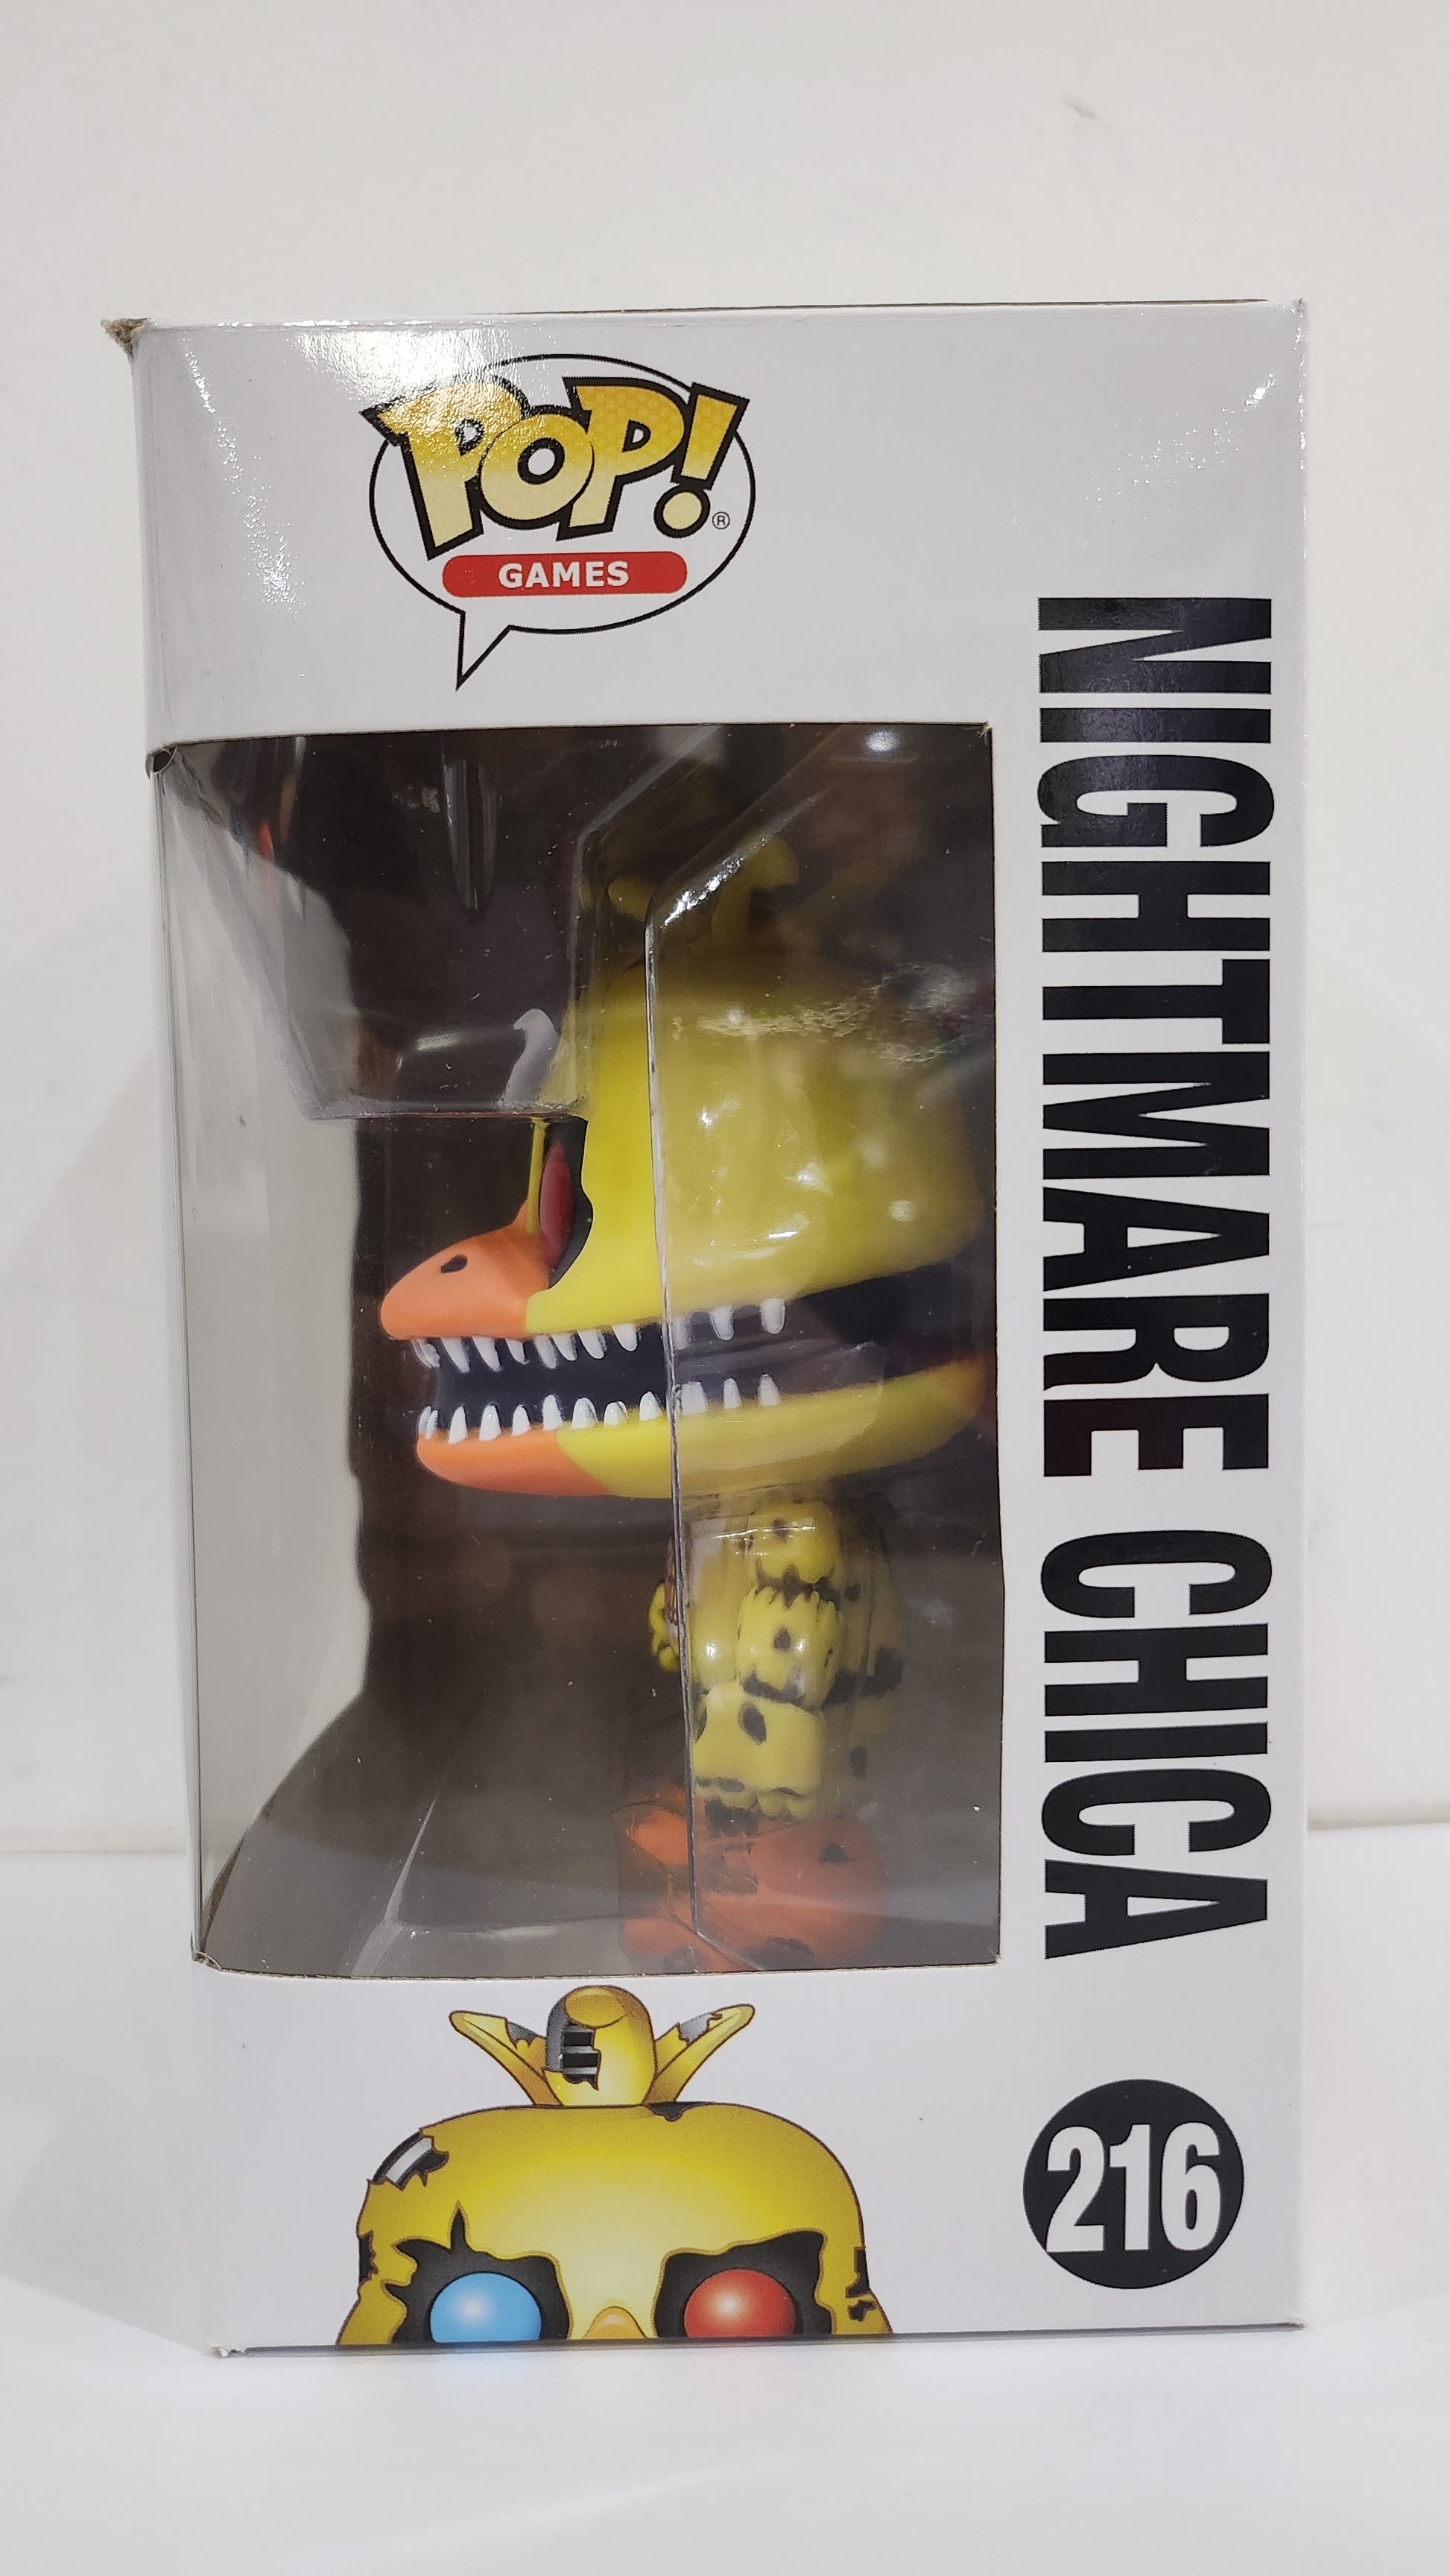 POP! ®
GAMES
NIGHTMARE CHICA
216